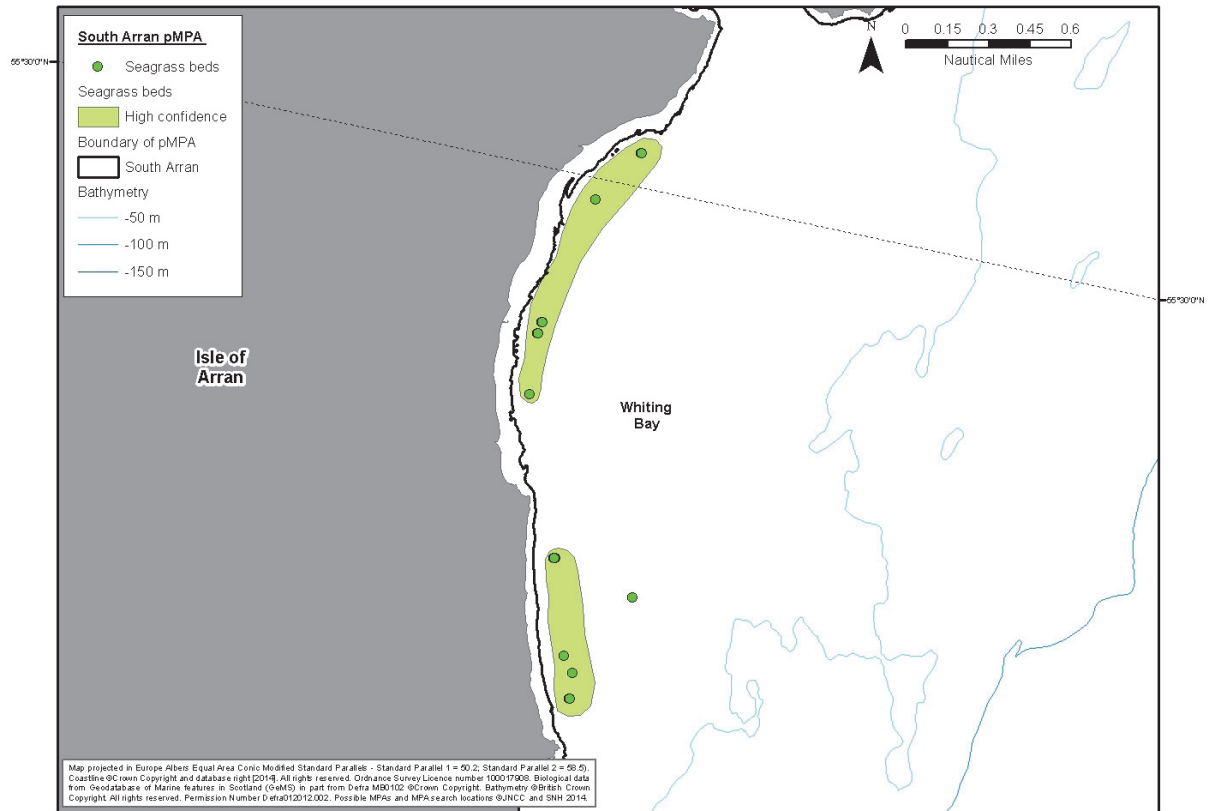 South Arran pMPA
Seagrass beds
Seagrass beds
High confidence
Boundary of pMPA
South Arran
Bathymetry
-50 m
-100 m
-150 m
N
0 0.15 0.3 0.45 0.6
Nautical Miles
55°30'0"N
55°30'0"N
Isle of
Arran
Whiting
Bay
Map projected in Europe Albers Equal Area Conic Modified Standard Parallels - Standard Parallel 1 = 50.2; Standard Parallel 2 = 58.5).
Coastline ©Crown Copyright and database right [2014]. All rights reserved. Ordnance Survey Licence number 100017908. Biological data
from Geodatabase of Marine features in Scotland (GeMS) in part from Defra MB0102 ©Crown Copyright. Bathymetry ©British Crown
Copyright. All rights reserved. Permission Number Defra012012.002. Possible MPAs and MPA search locations ©JNCC and SNH 2014.